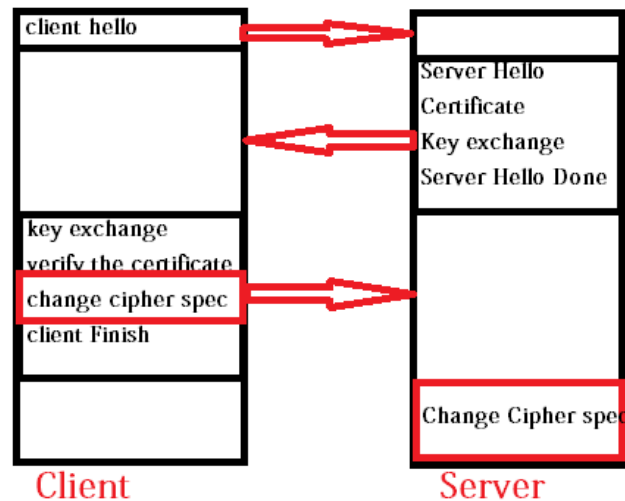 client hello
Server Hello
Certificate
Key exchange
Server Hello Done
key exchange
verify the certificate
change cipher spec
client Finish
Change Cipher spec
Client
Server